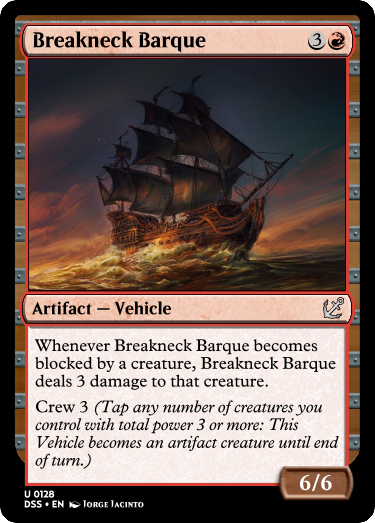 Breakneck Barque 3
Artifact — Vehicle
Whenever Breakneck Barque becomes
blocked by a creature, Breakneck Barque
deals 3 damage to that creature.
Crew 3 (Tap any number of creatures you
control with total power 3 or more: This
Vehicle becomes an artifact creature until end
of turn.)
6/6
U 0128
DSS • EN Jorge Jacinto